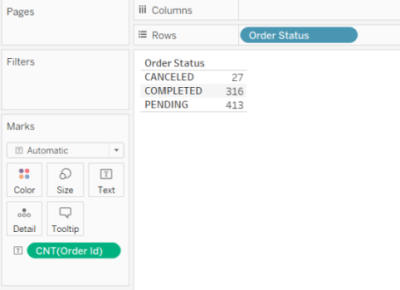 Pages
Columns
Rows
Order Status
Filters
Order Status
CANCELED 27
COMPLETED 316
PENDING 413
Marks
Automatic
Color Size Text
Detail Tooltip
CNT(Order Id)